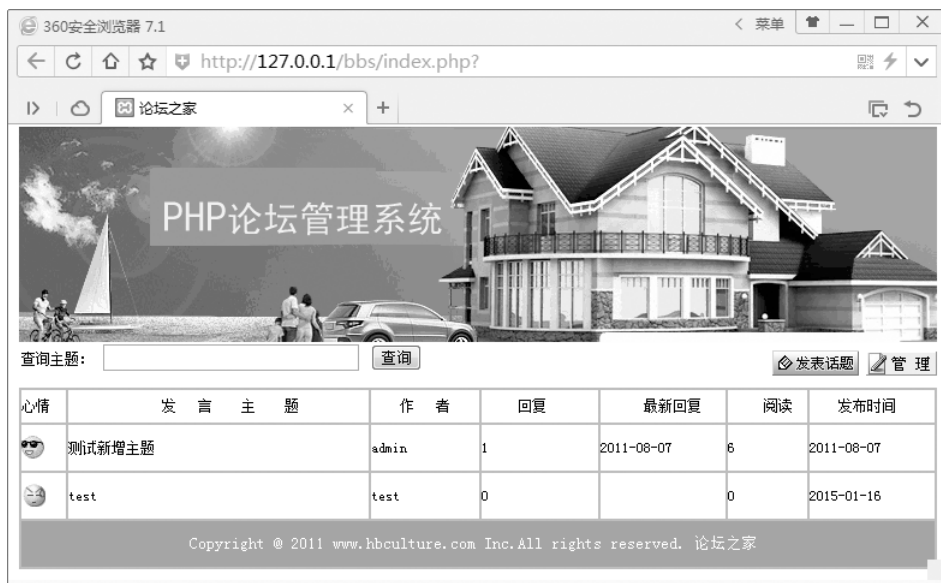 360安全浏览器 7.1
菜单
http://127.0.0.1/bbs/index.php?
论坛之家
PHP论坛管理系统
查询主题: 查询 发表话题 管 理
心情 发 言 主 题 作 者 回复 最新回复 阅读 发布时间
测试新增主题 admin 1 2011-08-07 6 2011-08-07
test test 0 0 2015-01-16
Copyright @ 2011 www.hbculture.com Inc.All rights reserved. 论坛之家